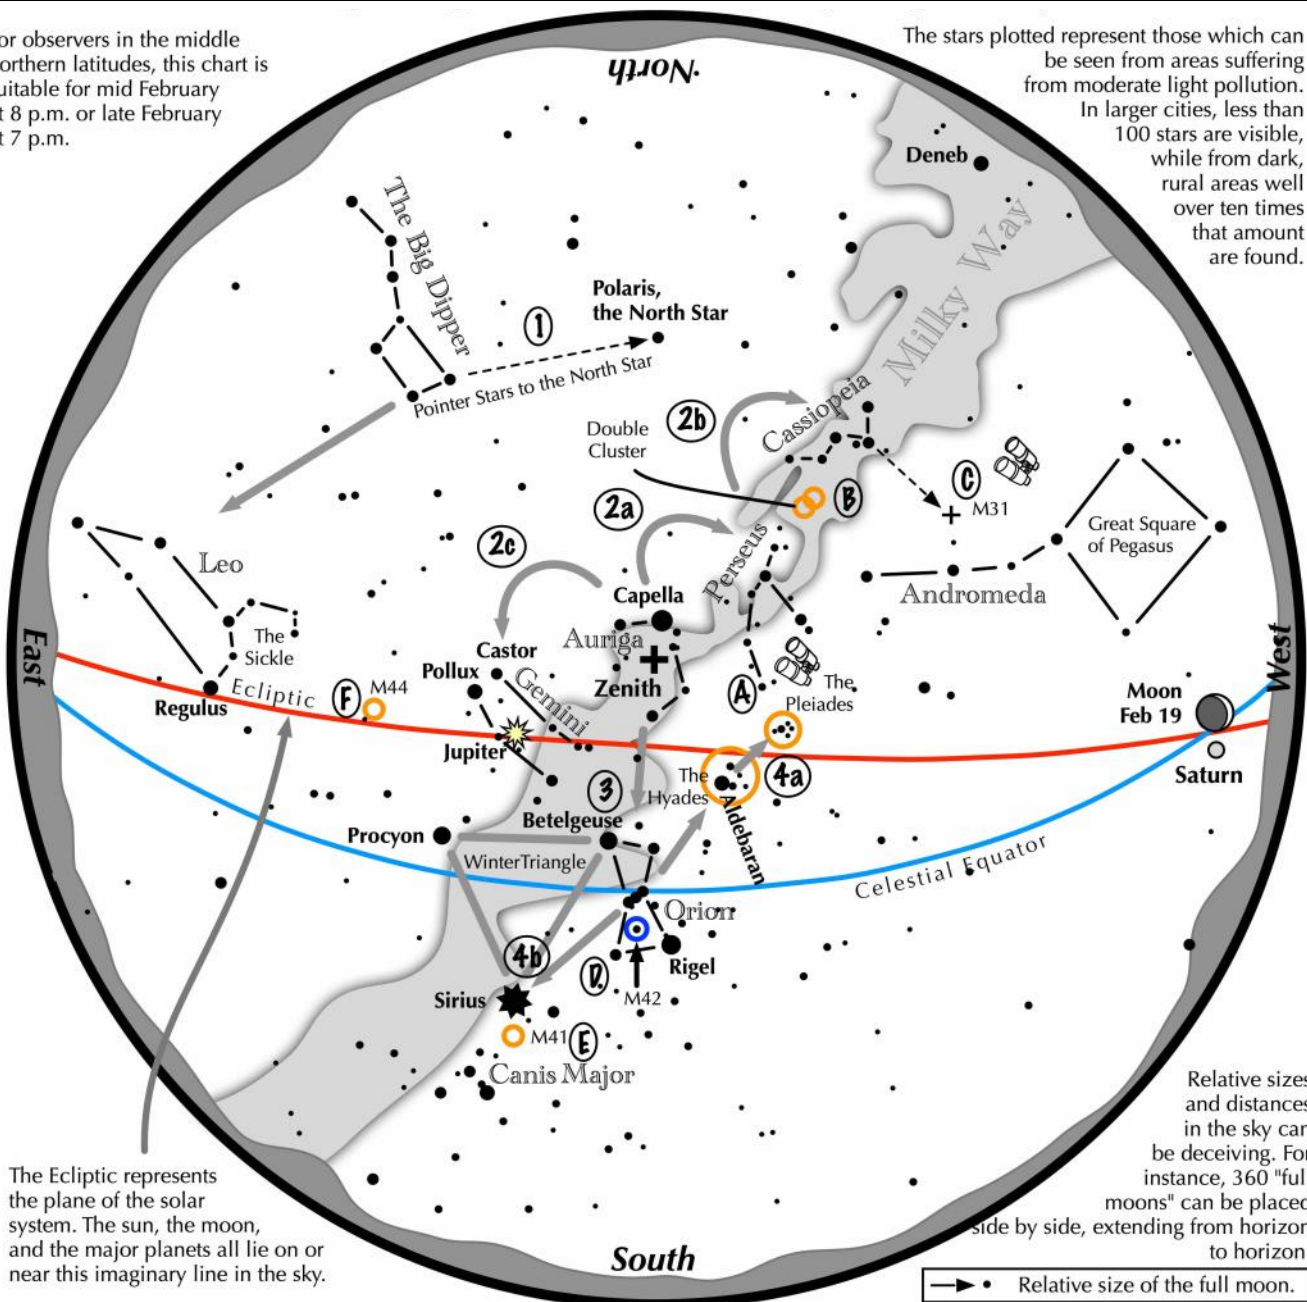 or observers in the middle
orthern latitudes, this chart is
uitable for mid February
t 8 p.m. or late February
t 7 p.m.
The stars plotted represent those which can
be seen from areas suffering
from moderate light pollution.
In larger cities, less than
100 stars are visible,
while from dark,
rural areas well
over ten times
that amount
are found.
North
Deneb
Milky Way
The Big Dipper
Polaris,
the North Star
1
Pointer Stars to the North Star
2b
Cassiopeia
Double
Cluster
B
C
M31
Great Square
of Pegasus
2a
2c
Leo
Perseus
Andromeda
Capella
Auriga
The
Sickle
East
West
Castor
Pollux
Gemini
Zenith
A
The
Pleiades
Regulus
Ecliptic
F
M44
Jupiter
Moon
Feb 19
Saturn
3
The
Hyades
4a
Aldebaran
Procyon
Betelgeuse
WinterTriangle
Celestial Equator
Orion
4b
D.
Rigel
M42
Sirius
M41
E
Canis Major
The Ecliptic represents
the plane of the solar
system. The sun, the moon,
and the major planets all lie on or
near this imaginary line in the sky.
South
Relative sizes
and distances
in the sky can
be deceiving. For
instance, 360 "full
moons" can be placed
side by side, extending from horizon
to horizon
Relative size of the full moon.